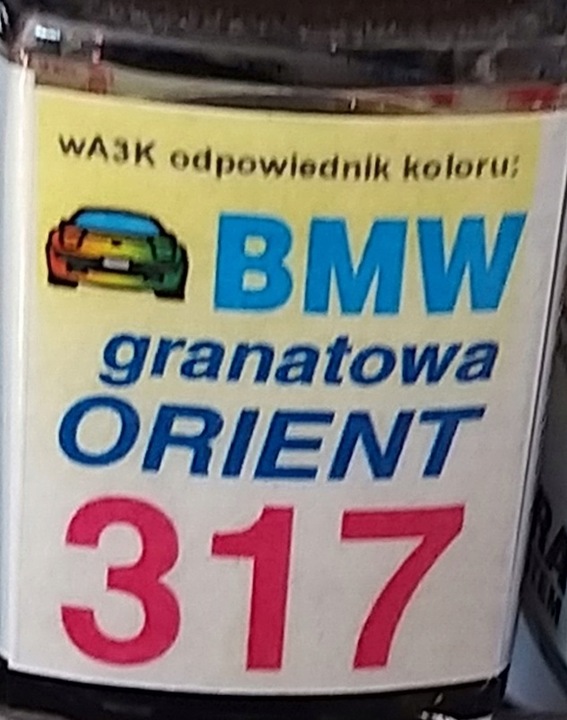 wA3K odpowiednik koloru:
BMW
granatowa
ORIENT
317